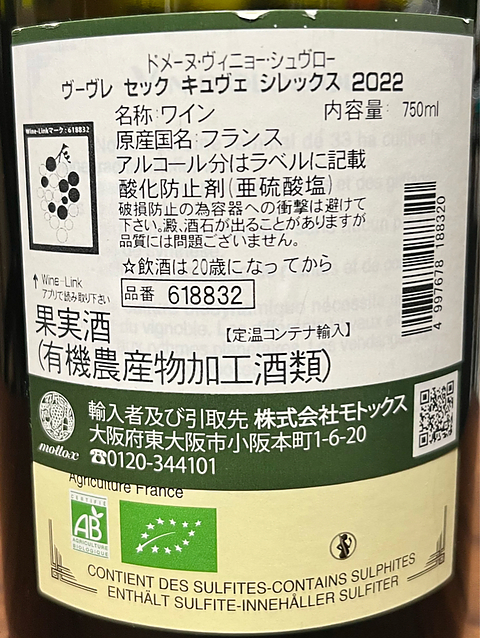 ドメーヌ・ヴィニョー・シュヴロー
ヴーヴレ セック キュヴェ シレックス 2022
名称:ワイン 内容量: 750ml
原産国名:フランス
アルコール分はラベルに記載
酸化防止剤(亜硫酸塩)
破損防止の為容器への衝撃は避けて
下さい。澱、酒石が出ることがありますが
品質には問題ございません。
☆飲酒は20歳になってから
品番 618832
Wine-Linkマーク:618832
↑ Wine-Link
アプリで読み取り下さい
4 997678 188320
果実酒 【定温コンテナ輸入】
(有機農産物加工酒類)
mottox
輸入者及び引取先 株式会社モトックス
大阪府東大阪市小阪本町1-6-20
☎0120-344101
Agriculture France
CERTIFIÉ
AB
AGRICULTURE
BIOLOGIQUE
CONTIENT DES SULFITES-CONTAINS SULPHITES
ENTHÄLT SULFITE-INNEHÅLLER SULFITER